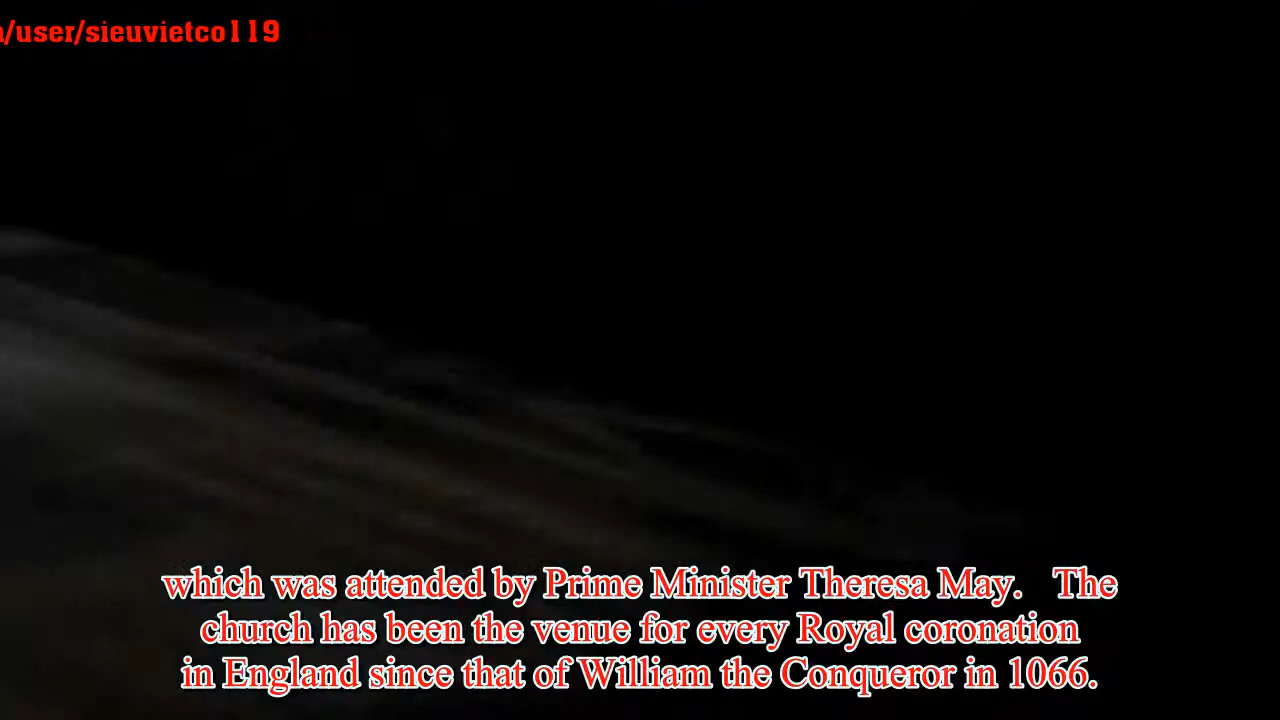 /user/sieuvietco119
which was attended by Prime Minister Theresa May. The
church has been the venue for every Royal coronation
in England since that of William the Conqueror in 1066.